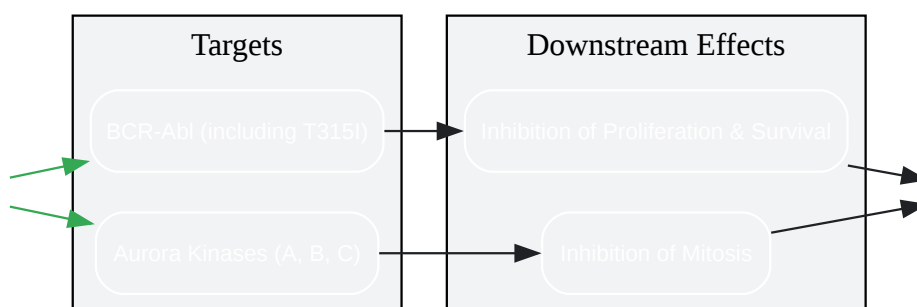 Targets
Downstream Effects
BCR-Abl (including T315I)
Inhibition of Proliferation & Survival
Aurora Kinases (A, B, C)
Inhibition of Mitosis